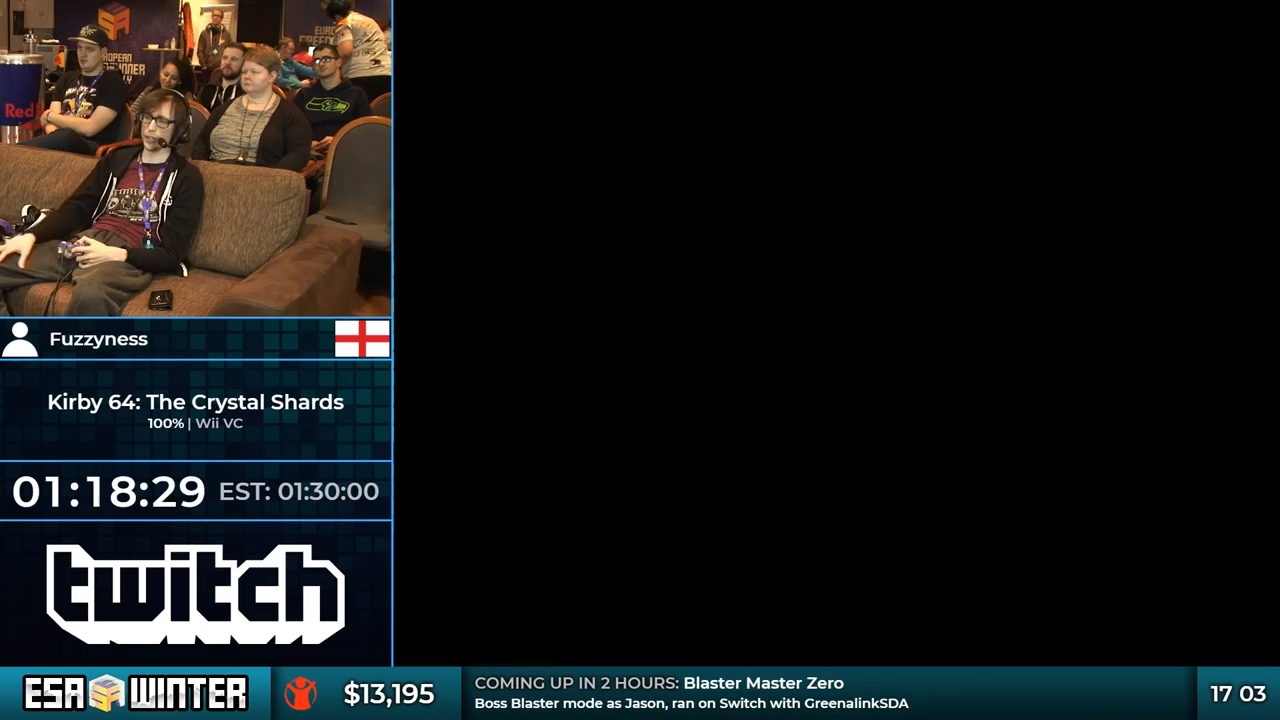 Red
Fuzzyness
Kirby 64: The Crystal Shards
100% | Wii VC
01:18:29 EST: 01:30:00
twitch
ESA WINTER
$13,195
COMING UP IN 2 HOURS: Blaster Master Zero
Boss Blaster mode as Jason, ran on Switch with GreenalinkSDA
17 03